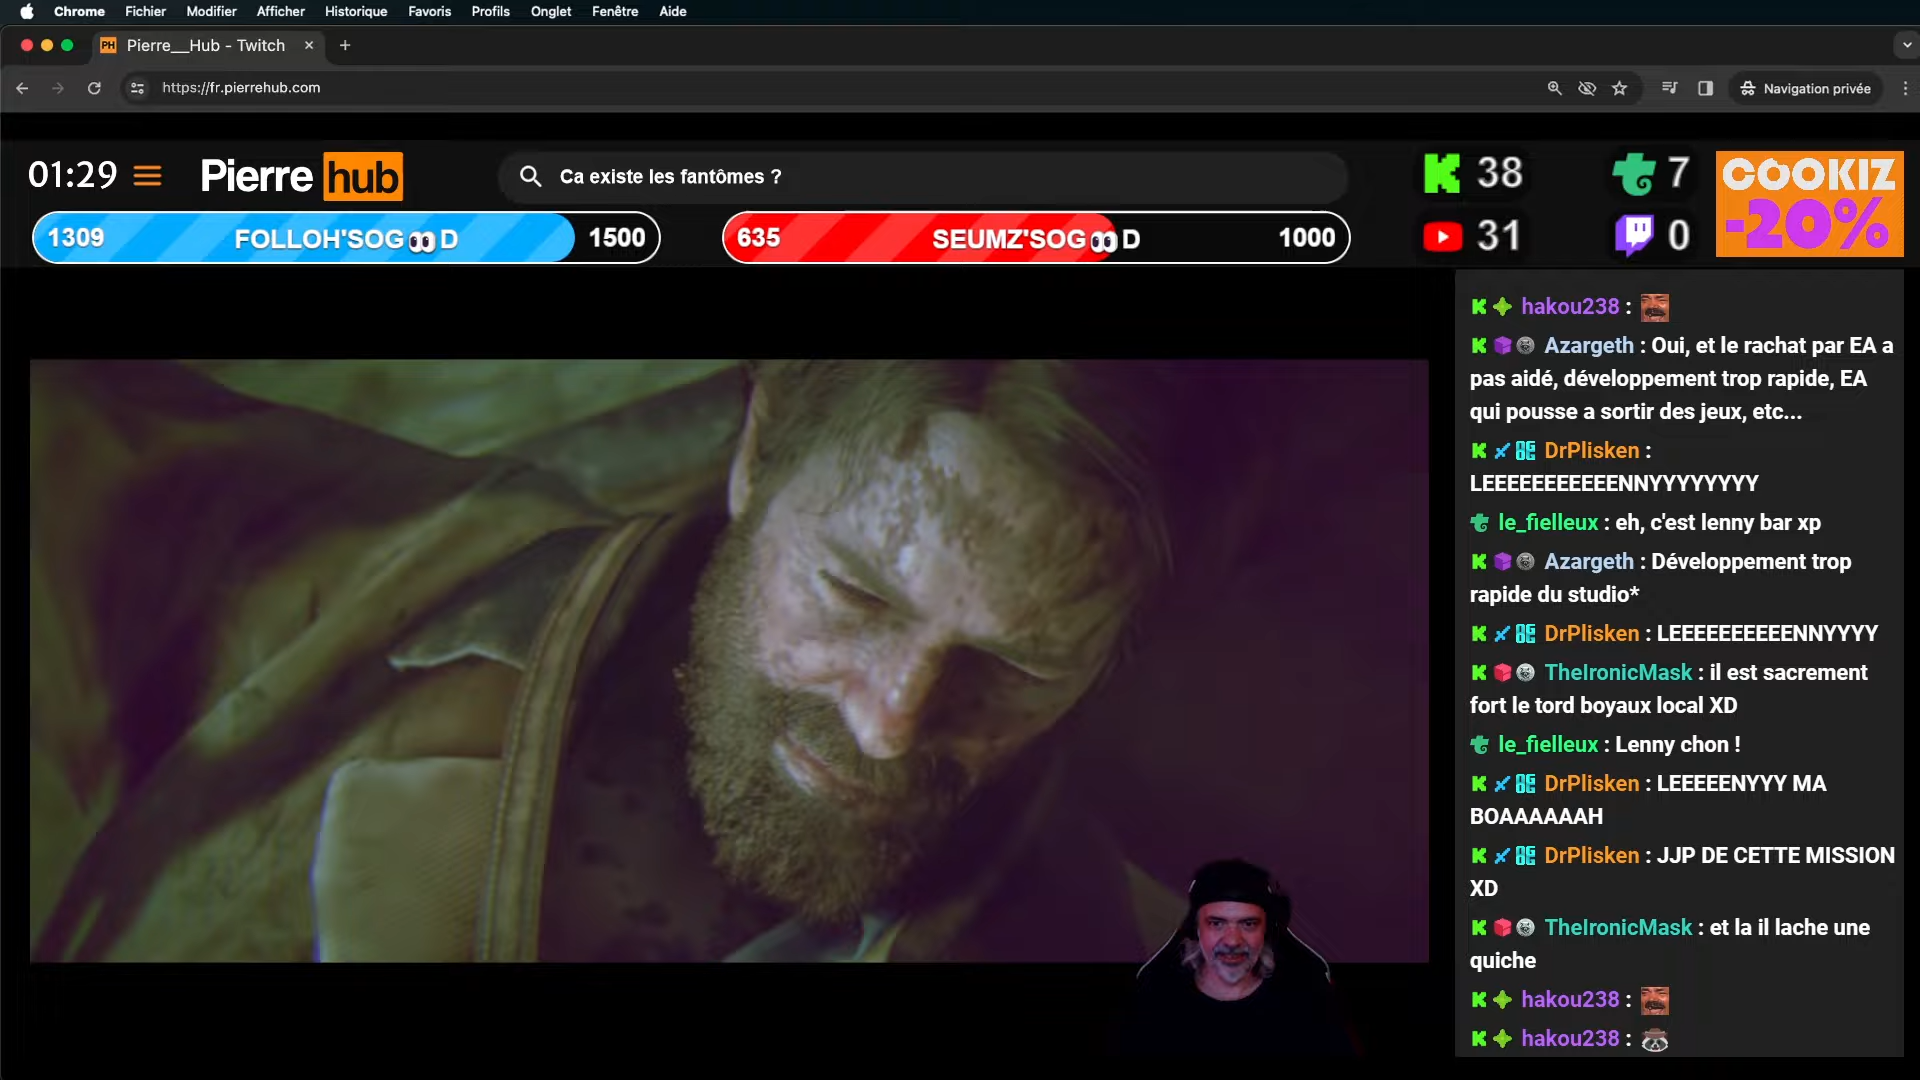 Chrome Fichier Modifier Afficher Historique Favoris Profils Onglet Fenêtre Aide
PH Pierre__Hub - Twitch
https://fr.pierrehub.com
Navigation privée
01:29
Pierre hub
Ca existe les fantômes ?
38
7
COOKIZ
-20%
1309 FOLLOH'SOG👀D 1500
635 SEUMZ'SOG👀D 1000
31
0
hakou238 :
Azargeth : Oui, et le rachat par EA a
pas aidé, développement trop rapide, EA
qui pousse a sortir des jeux, etc...
DrPlisken :
LEEEEEEEEEEENNYYYYYYYY
le_fielleux : eh, c'est lenny bar xp
Azargeth : Développement trop
rapide du studio*
DrPlisken : LEEEEEEEEEEENNYYYY
TheIronicMask : il est sacrement
fort le tord boyaux local XD
le_fielleux : Lenny chon !
DrPlisken : LEEEEENYYY MA
BOAAAAAAH
DrPlisken : JJP DE CETTE MISSION
XD
TheIronicMask : et la il lache une
quiche
hakou238 :
hakou238 :